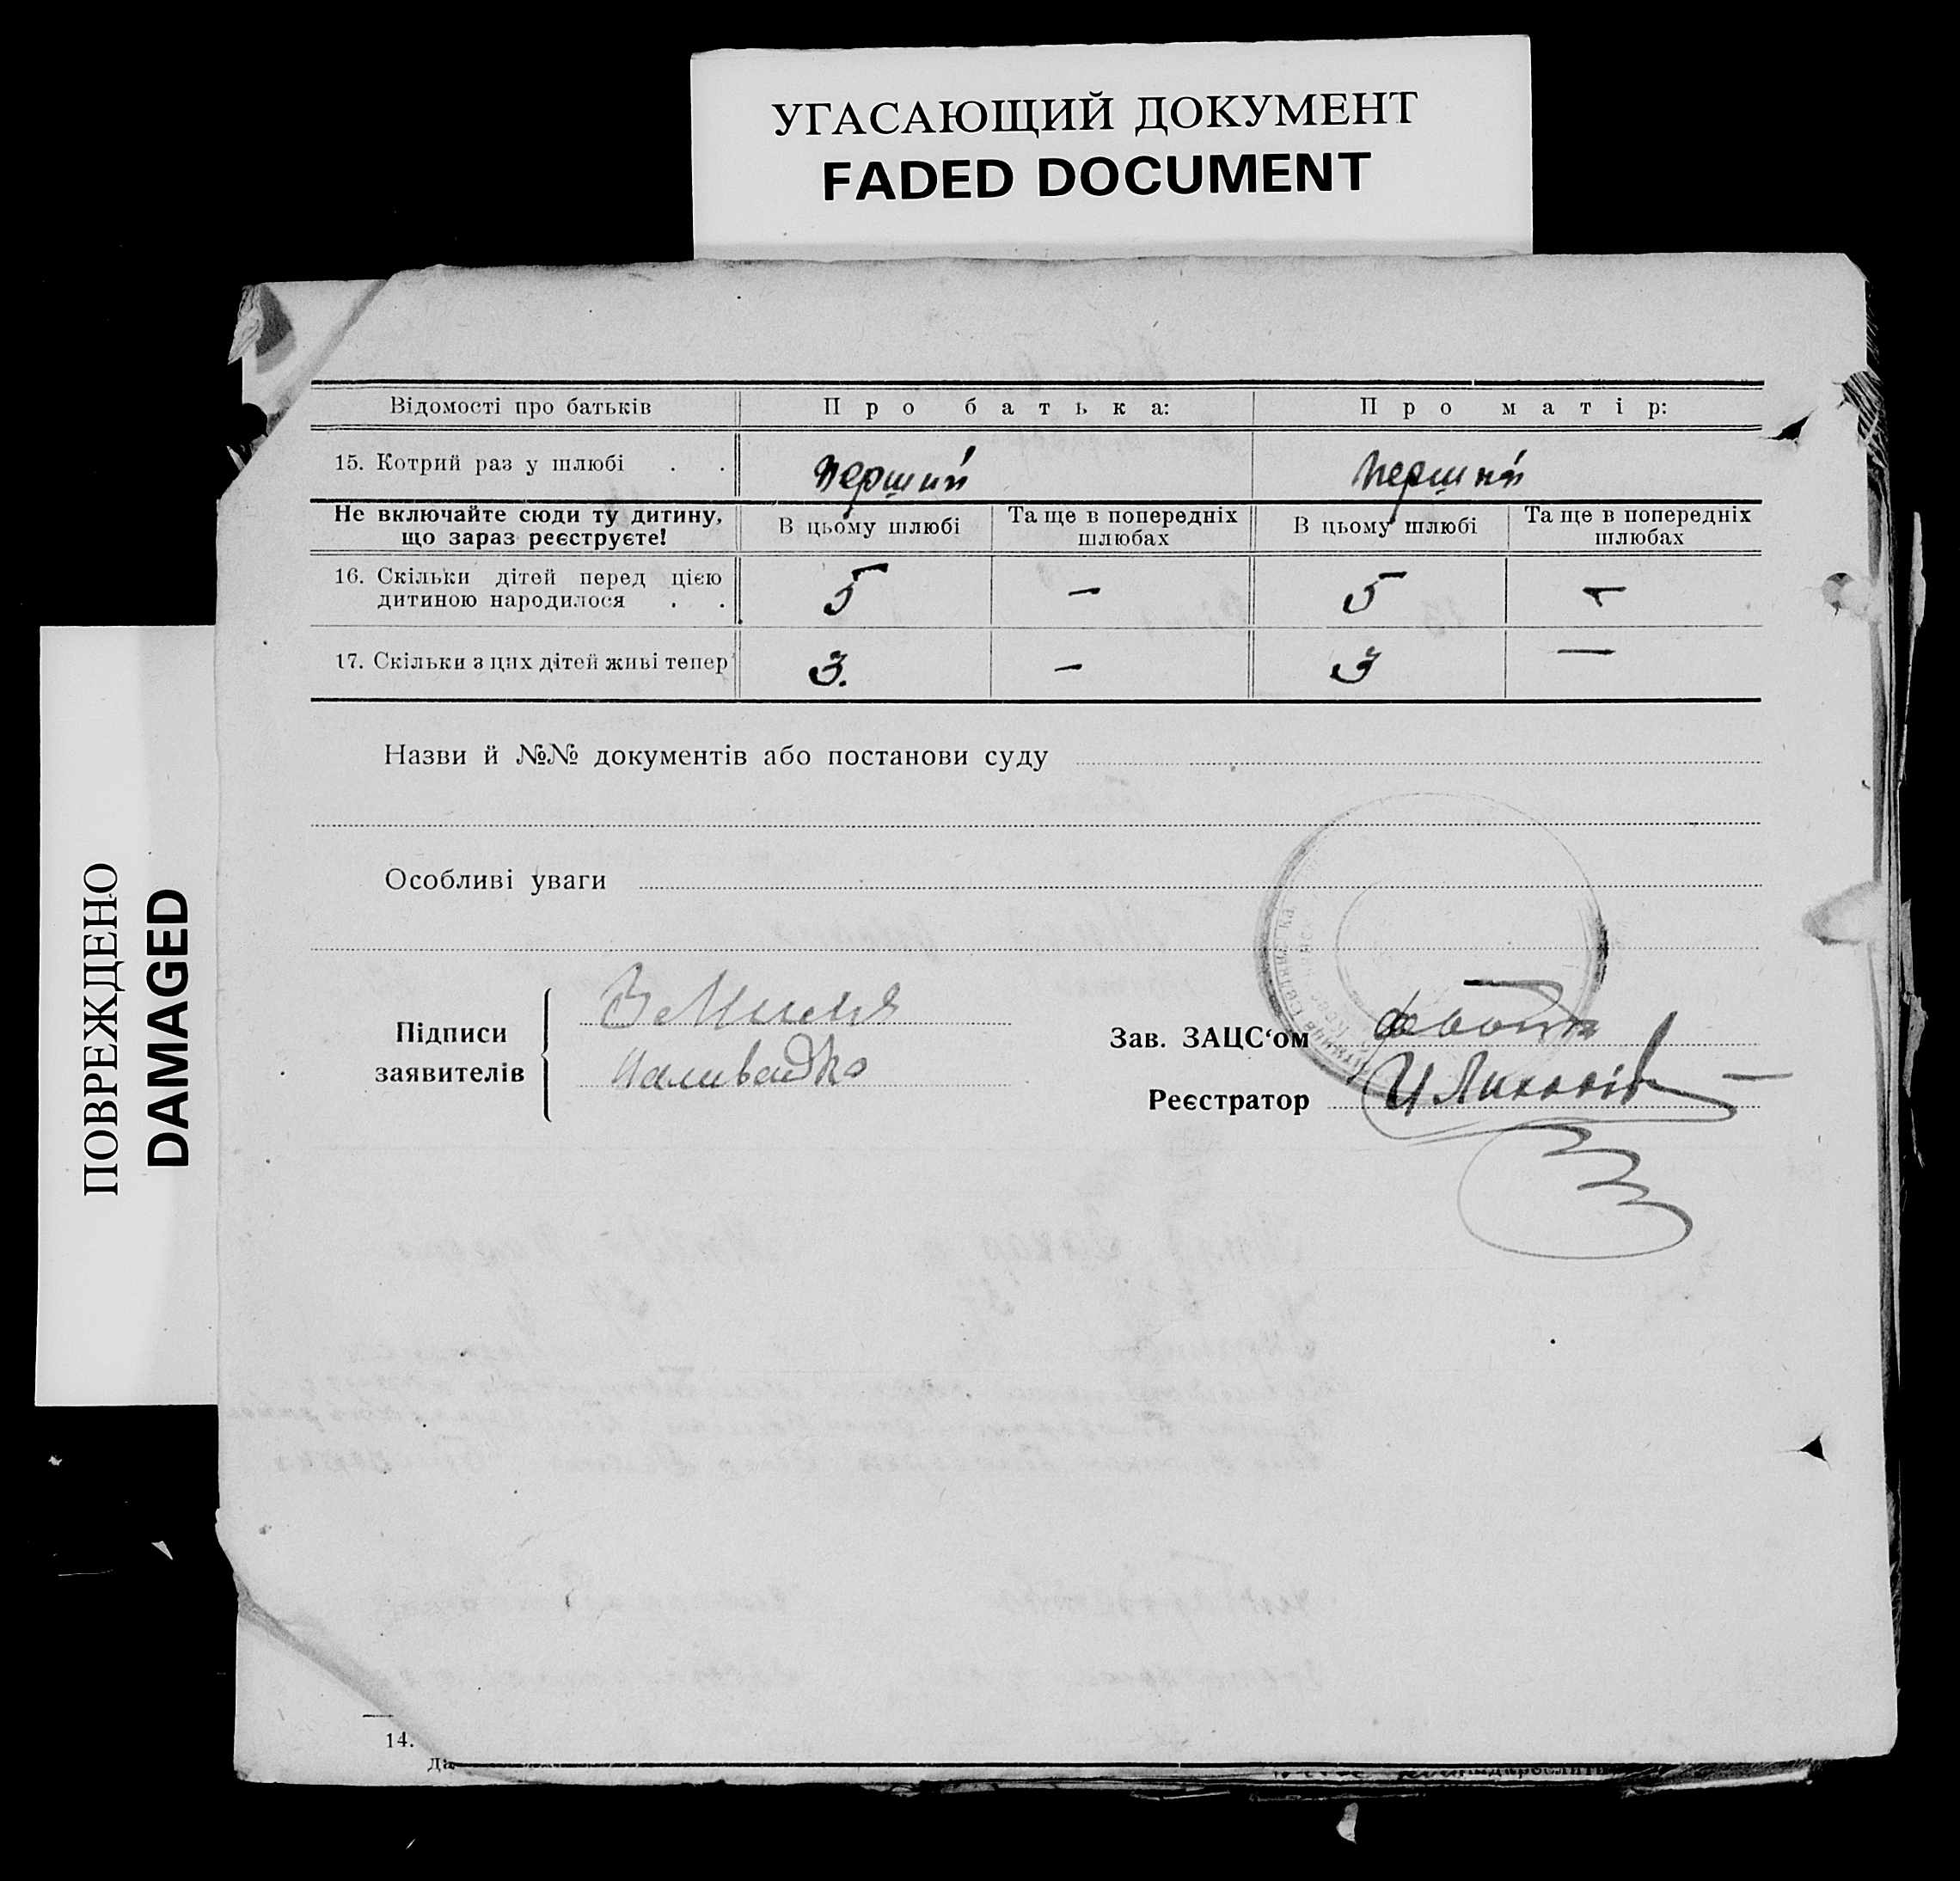 УГАСАЮЩИЙ ДОКУМЕНТ
FADED DOCUMENT
ПОВРЕЖДЕНО
DAMAGED
Відомості про батьків Про батька: Про матір:
15. Котрий раз у шлюбі . . перший перший
Не включайте сюди ту дитину, що зараз реєструєте! В цьому шлюбі Та ще в попередніх шлюбах В цьому шлюбі Та ще в попередніх шлюбах
16. Скільки дітей перед цією
дитиною народилося . . 5 – 5 –
17. Скільки з цих дітей живі тепер 3. – 3 —
Назви й №№ документів або постанови суду
Особливі уваги
Підписи
заявителів
Наливайко
Зав. ЗАЦС‘ом
Реєстратор
14.
Да